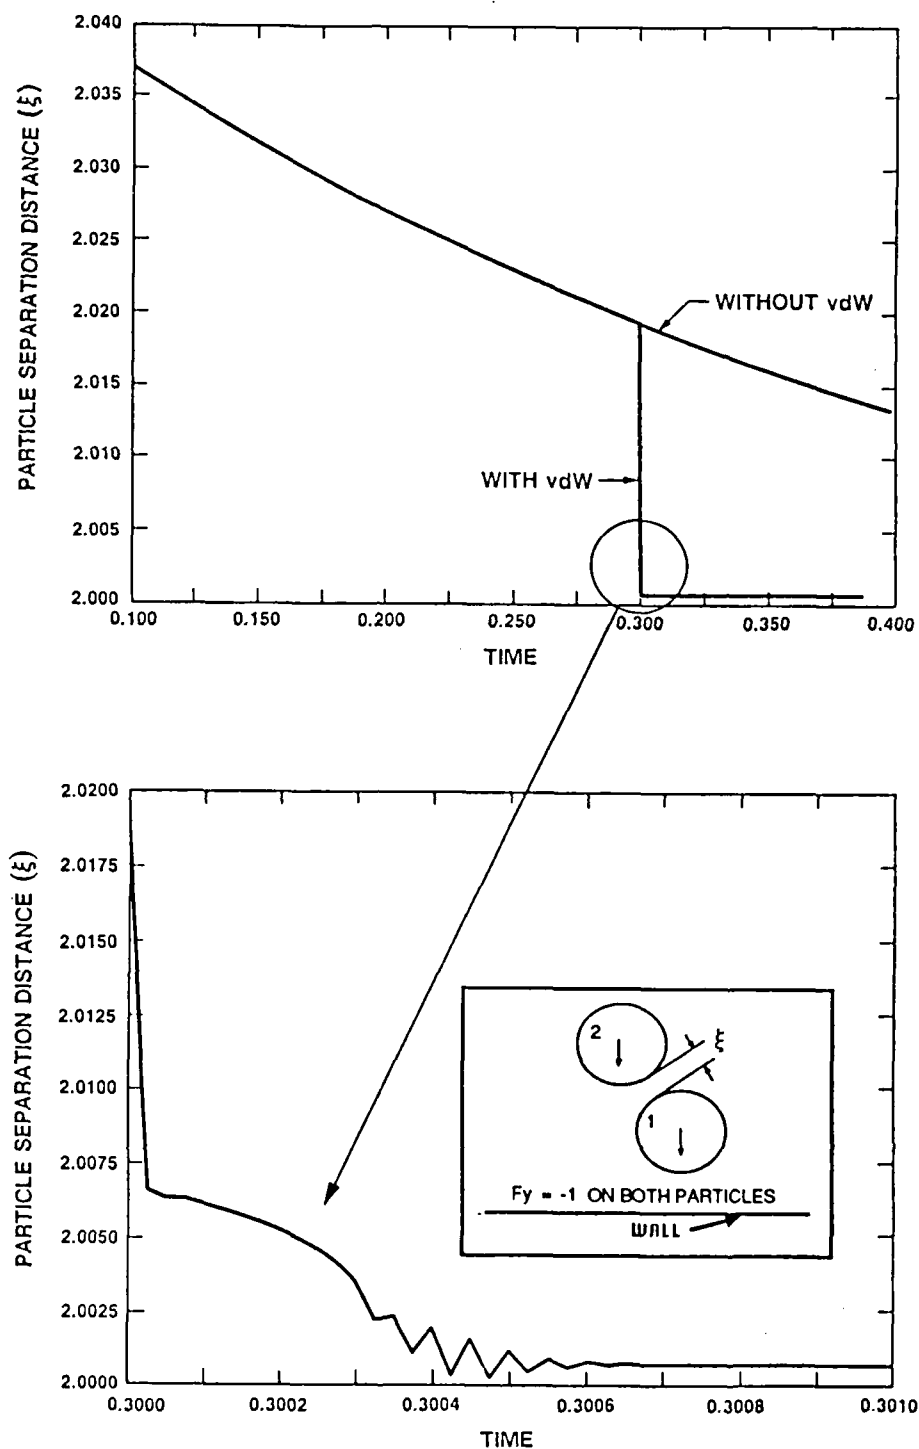 2.040
2.035
2.030
2.025
2.020
2.015
2.010
2.005
2.000
PARTICLE SEPARATION DISTANCE (ξ)
WITHOUT vdW
WITH vdW
0.100 0.150 0.200 0.250 0.300 0.350 0.400
TIME
2.0200
2.0175
2.0150
2.0125
2.0100
2.0075
2.0050
2.0025
2.0000
PARTICLE SEPARATION DISTANCE (ξ)
2
ξ
1
Fy = -1 ON BOTH PARTICLES
WALL
0.3000 0.3002 0.3004 0.3006 0.3008 0.3010
TIME